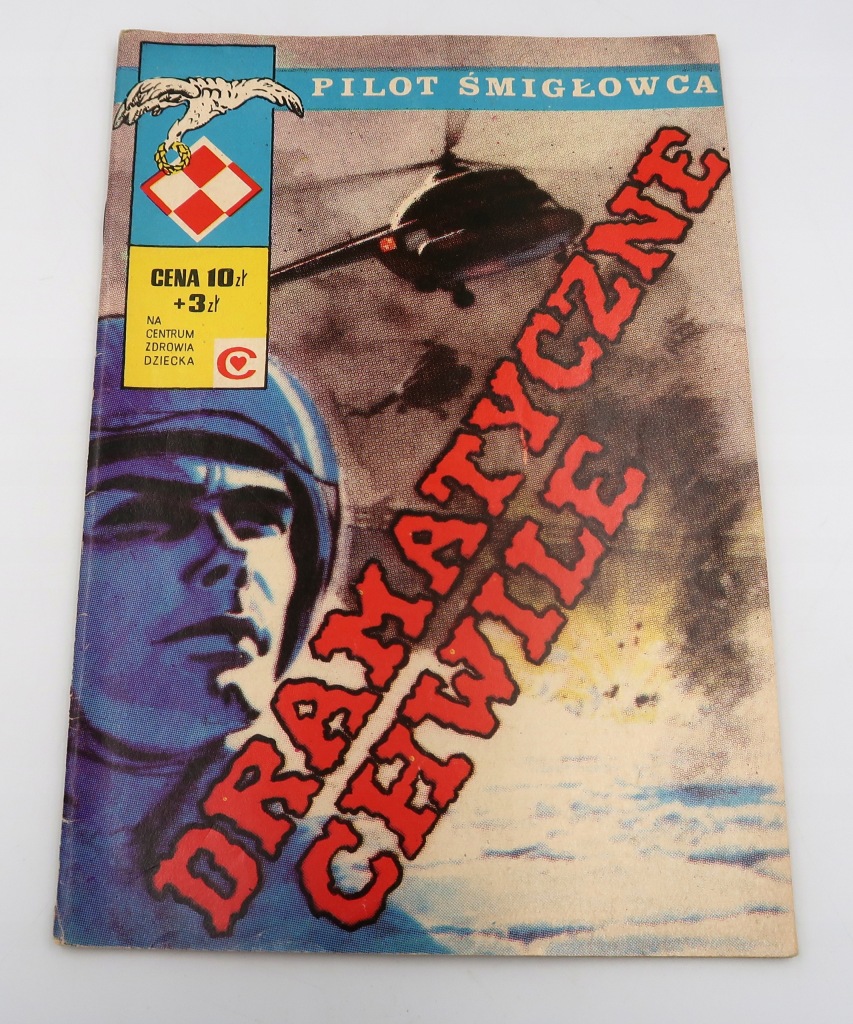 PILOT ŚMIGŁOWCA
CENA 10 zł
+ 3 zł
NA
CENTRUM
ZDROWIA
DZIECKA
DRAMATYCZNE
CHWILE